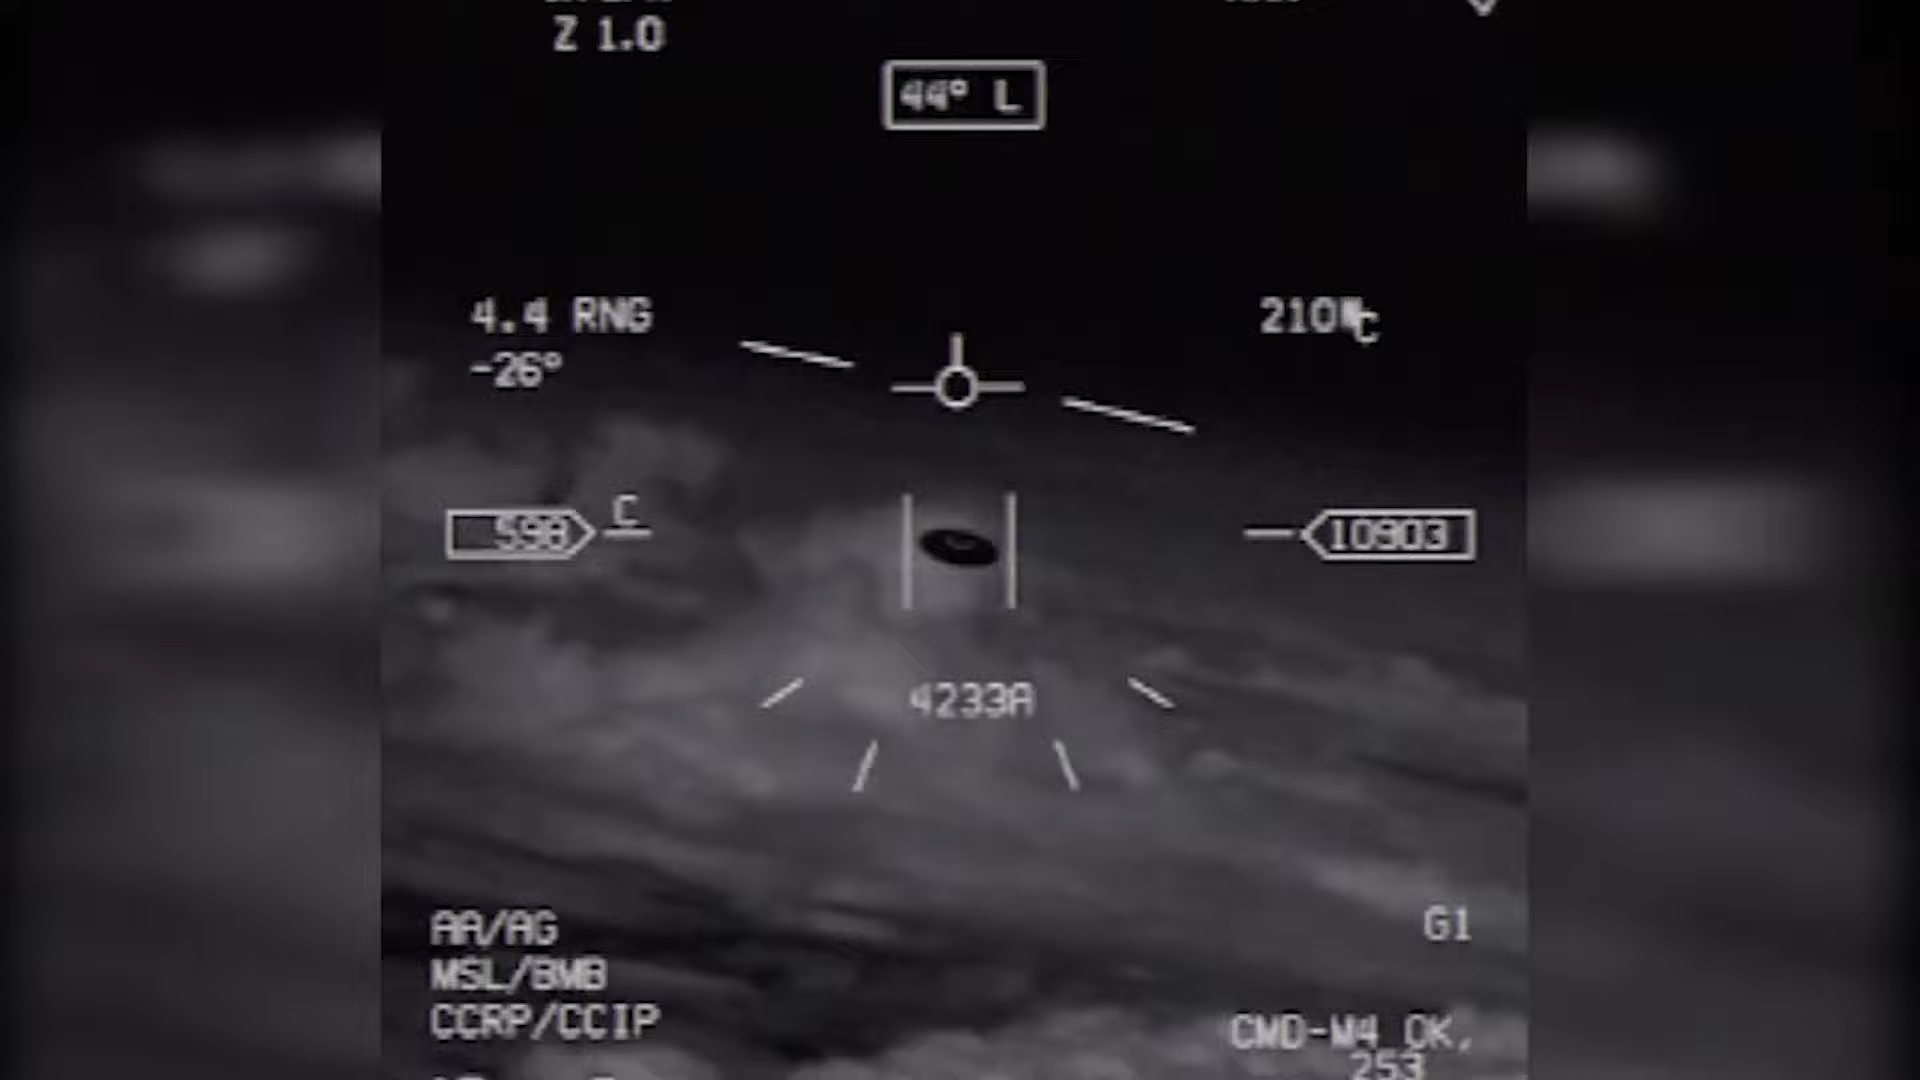 Z 1.0
44° L
4.4 RNG
-26°
210
C
598
C
10903
4233A
AA/AG
MSL/BMB
CCRP/CCIP
G1
CMD-M4 OK,
253